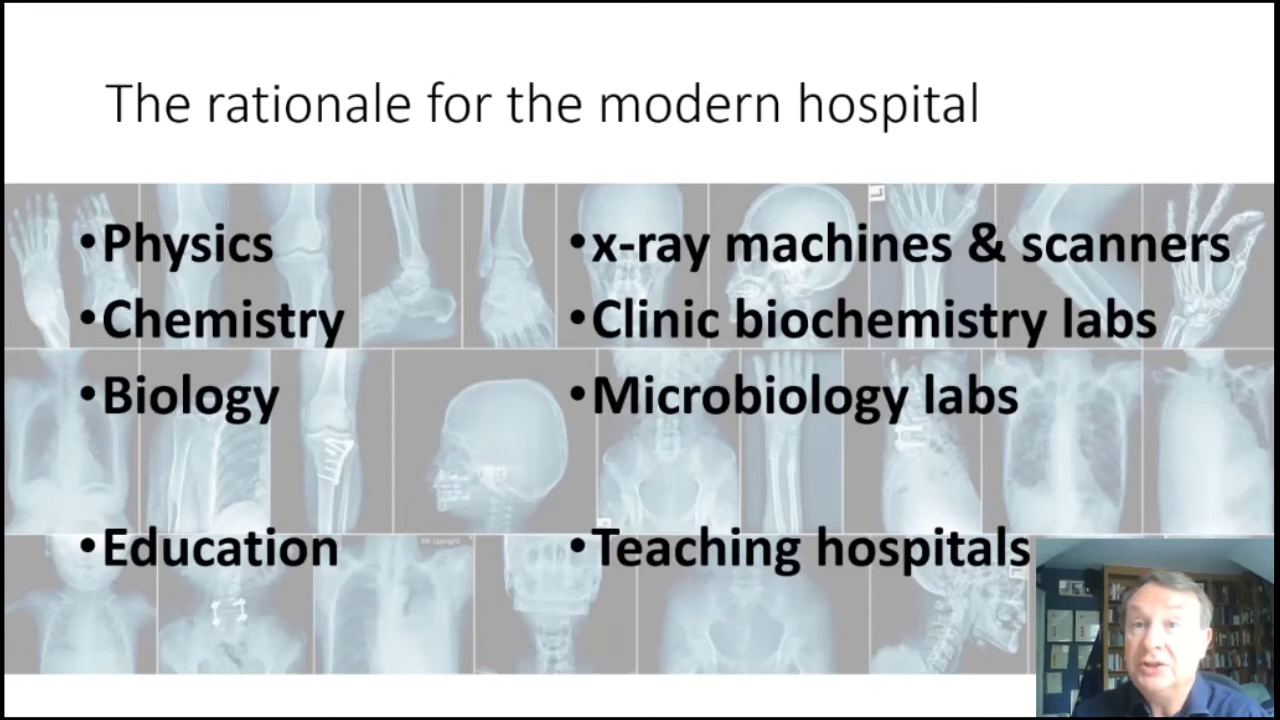 The rationale for the modern hospital
•Physics
•Chemistry
•Biology
•Education
•x-ray machines & scanners
•Clinic biochemistry labs
•Microbiology labs
•Teaching hospitals